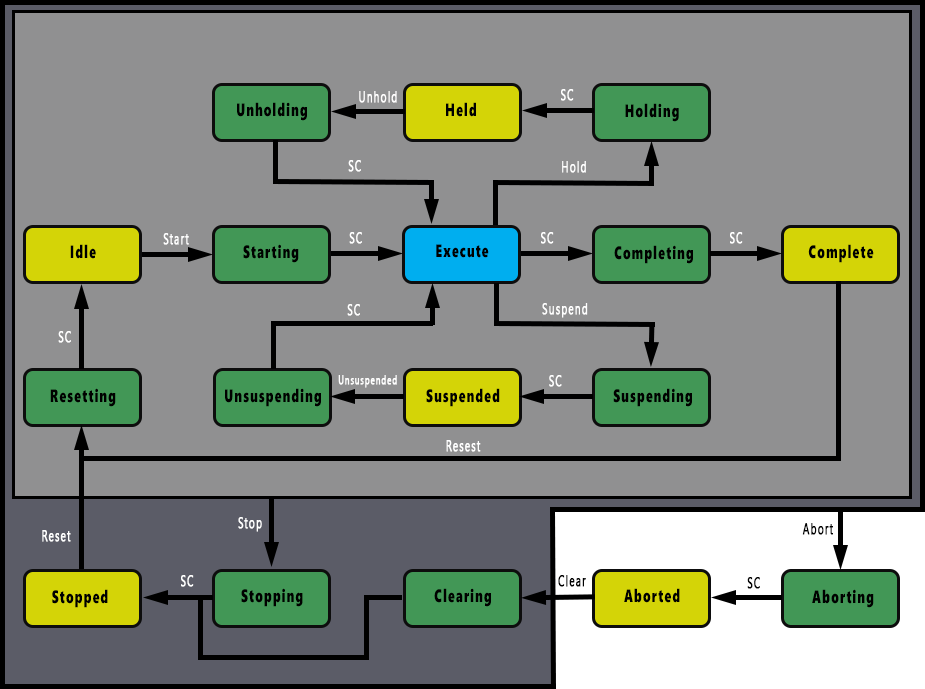 Unholding
Unhold
Held
SC
Holding
SC
Hold
Idle
Start
Starting
SC
Execute
SC
Completing
SC
Complete
SC
SC
Suspend
Resetting
Unsuspending
Unsuspended
Suspended
SC
Suspending
Resest
Reset
Stop
Abort
Stopped
SC
Stopping
Clearing
Clear
Aborted
SC
Aborting